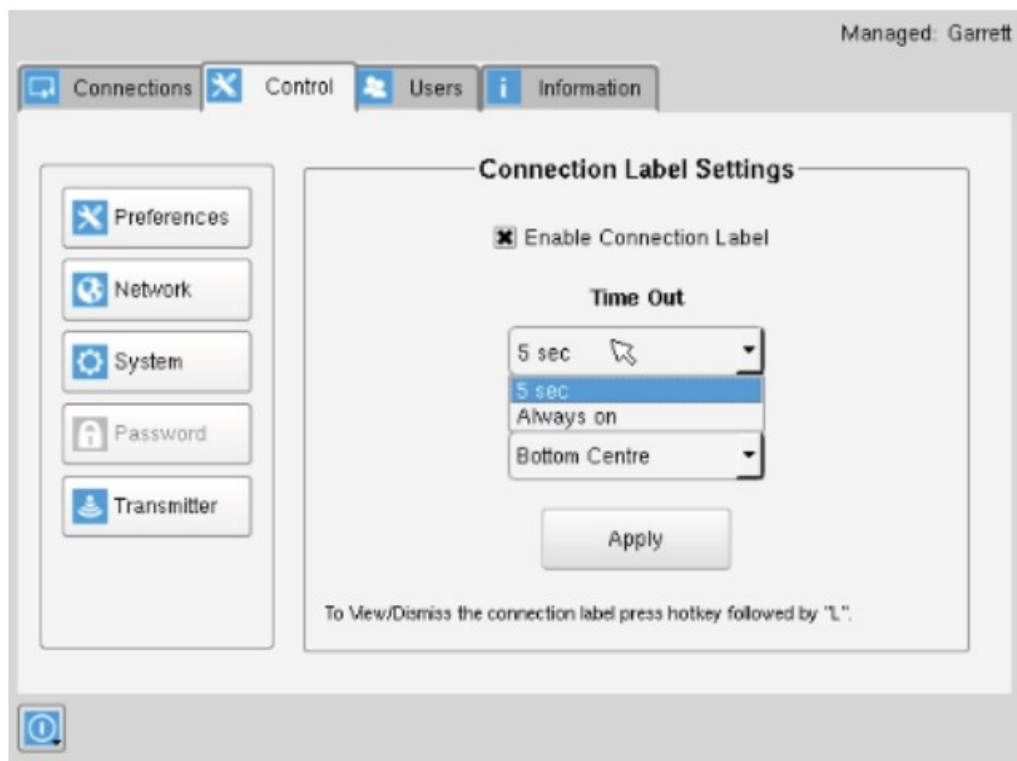 Managed: Garrett
Connections
Control
Users
Information
Preferences
Network
System
Password
Transmitter
Connection Label Settings
Enable Connection Label
Time Out
5 sec
5 sec
Always on
Bottom Centre
Apply
To View/Dismiss the connection label press hotkey followed by "L".